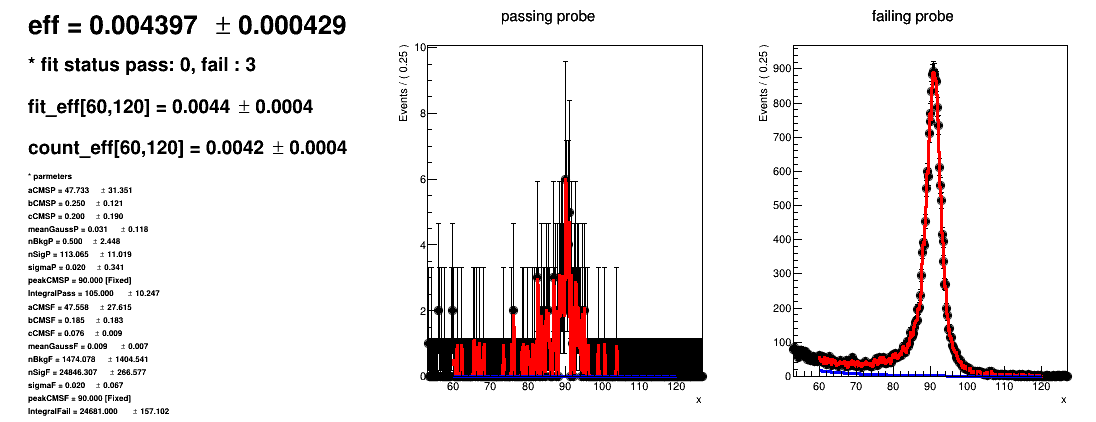 eff = 0.004397 ± 0.000429
* fit status pass: 0, fail : 3
fit_eff[60,120] = 0.0044 ± 0.0004
count_eff[60,120] = 0.0042 ± 0.0004
* parmeters
aCMSP = 47.733 ± 31.351
bCMSP = 0.250 ± 0.121
cCMSP = 0.200 ± 0.190
meanGaussP = 0.031 ± 0.118
nBkgP = 0.500 ± 2.448
nSigP = 113.065 ± 11.019
sigmaP = 0.020 ± 0.341
peakCMSP = 90.000 [Fixed]
IntegralPass = 105.000 ± 10.247
aCMSF = 47.558 ± 27.615
bCMSF = 0.185 ± 0.183
cCMSF = 0.076 ± 0.009
meanGaussF = 0.009 ± 0.007
nBkgF = 1474.078 ± 1404.541
nSigF = 24846.307 ± 266.577
sigmaF = 0.020 ± 0.067
peakCMSF = 90.000 [Fixed]
IntegralFail = 24681.000 ± 157.102
passing probe
Events / ( 0.25 )
10
8
6
4
2
0
60 70 80 90 100 110 120
x
failing probe
Events / ( 0.25 )
900
800
700
600
500
400
300
200
100
0
60 70 80 90 100 110 120
x